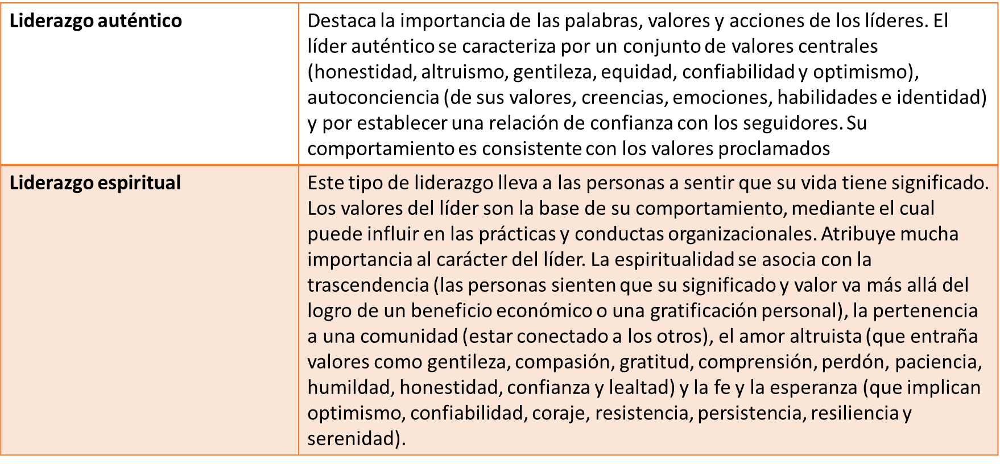 Liderazgo auténtico
Destaca la importancia de las palabras, valores y acciones de los líderes. El
líder auténtico se caracteriza por un conjunto de valores centrales
(honestidad, altruismo, gentileza, equidad, confiabilidad y optimismo),
autoconciencia (de sus valores, creencias, emociones, habilidades e identidad)
y por establecer una relación de confianza con los seguidores. Su
comportamiento es consistente con los valores proclamados
Liderazgo espiritual
Este tipo de liderazgo lleva a las personas a sentir que su vida tiene significado.
Los valores del líder son la base de su comportamiento, mediante el cual
puede influir en las prácticas y conductas organizacionales. Atribuye mucha
importancia al carácter del líder. La espiritualidad se asocia con la
trascendencia (las personas sienten que su significado y valor va más allá del
logro de un beneficio económico o una gratificación personal), la pertenencia
a una comunidad (estar conectado a los otros), el amor altruista (que entraña
valores como gentileza, compasión, gratitud, comprensión, perdón, paciencia,
humildad, honestidad, confianza y lealtad) y la fe y la esperanza (que implican
optimismo, confiabilidad, coraje, resistencia, persistencia, resiliencia y
serenidad).